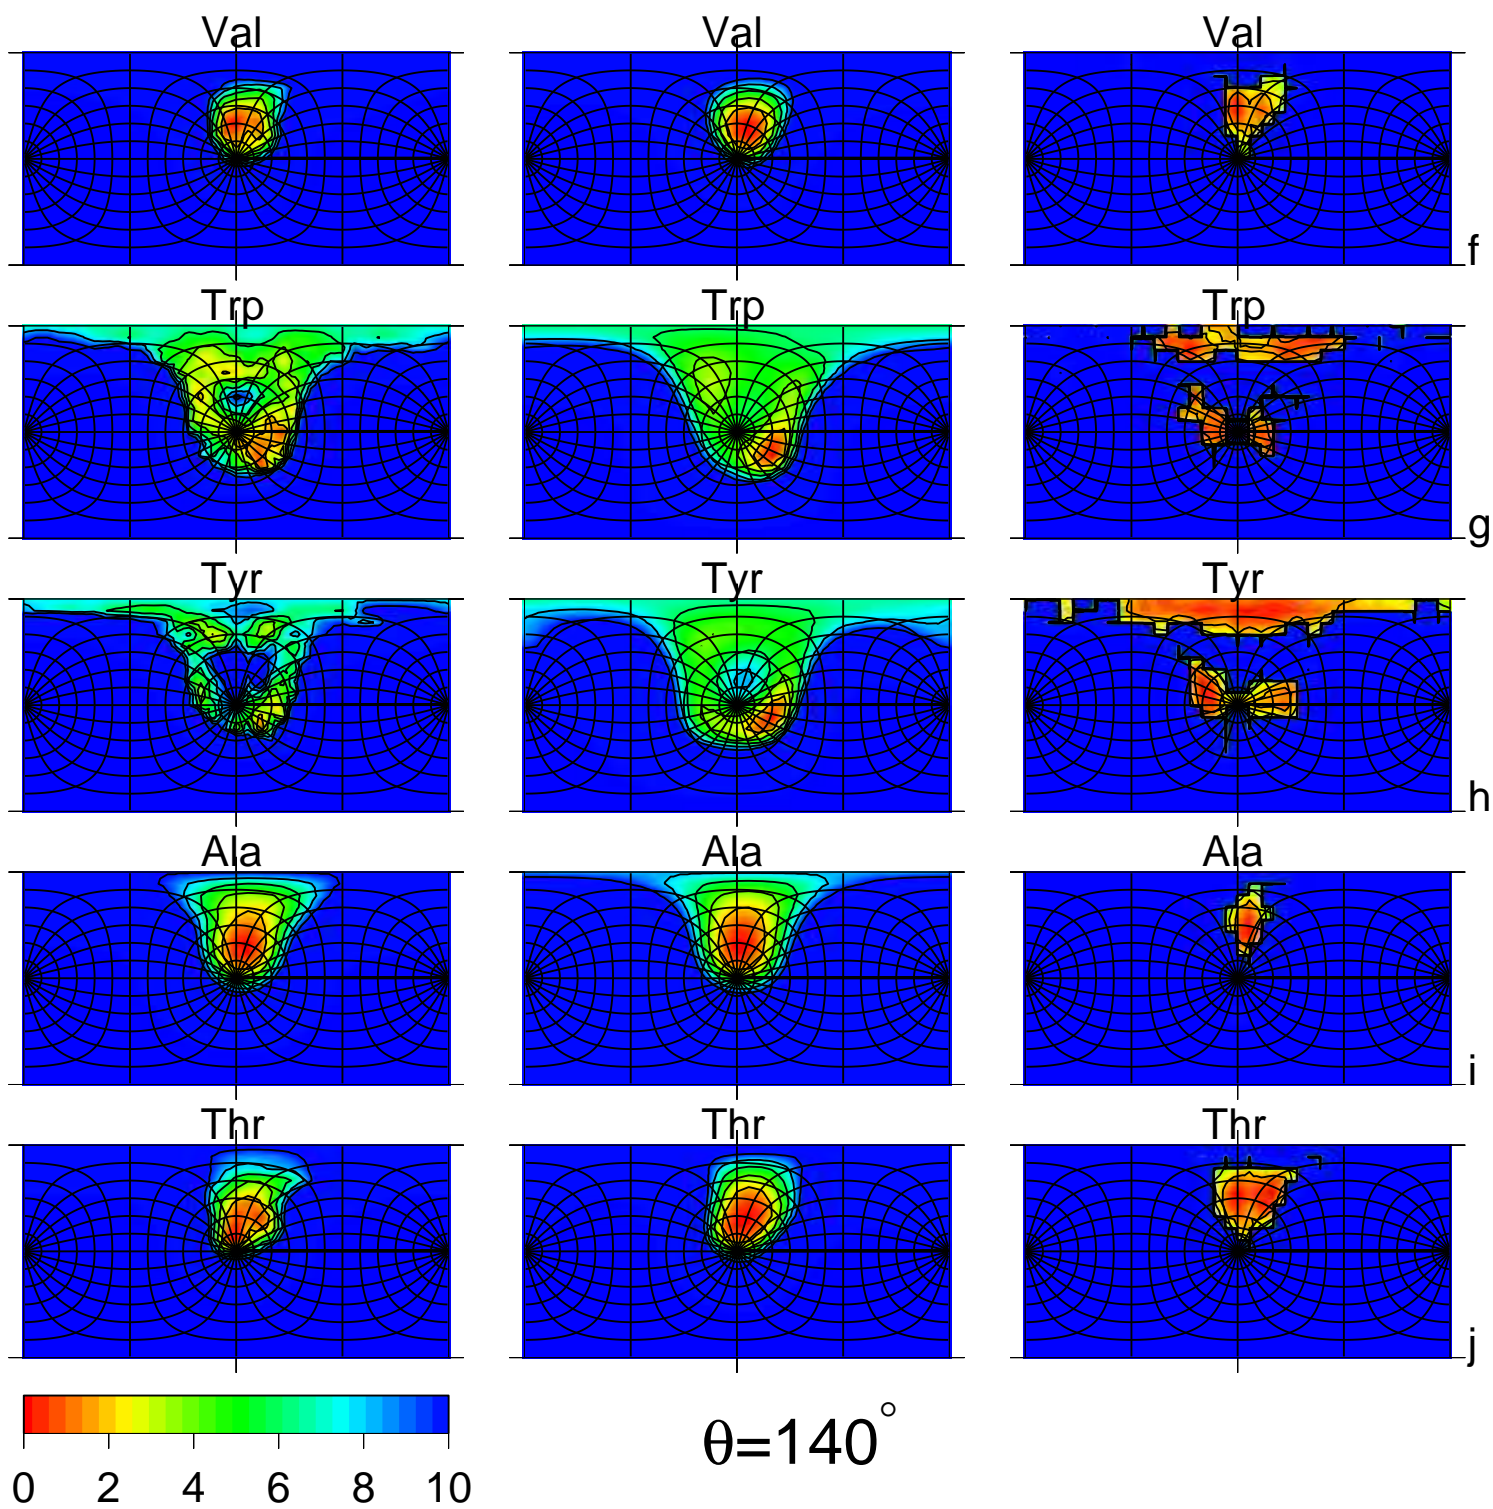 Val Val Val
f
Trp Trp Trp
g
Tyr Tyr Tyr
h
Ala Ala Ala
i
Thr Thr Thr
j
θ=140°
0 2 4 6 8 10